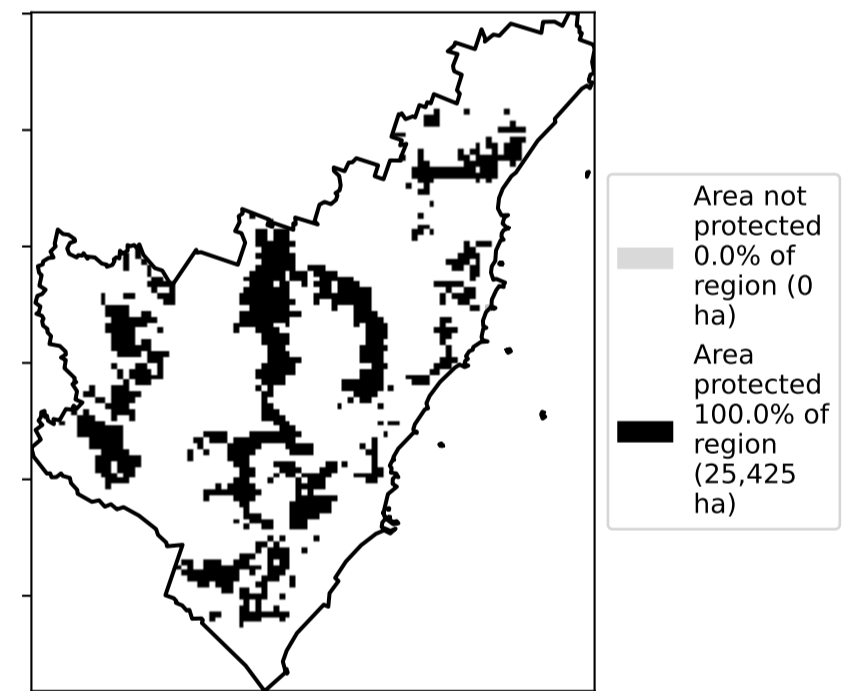 Area not
protected
0.0% of
region (0
ha)
Area
protected
100.0% of
region
(25,425
ha)